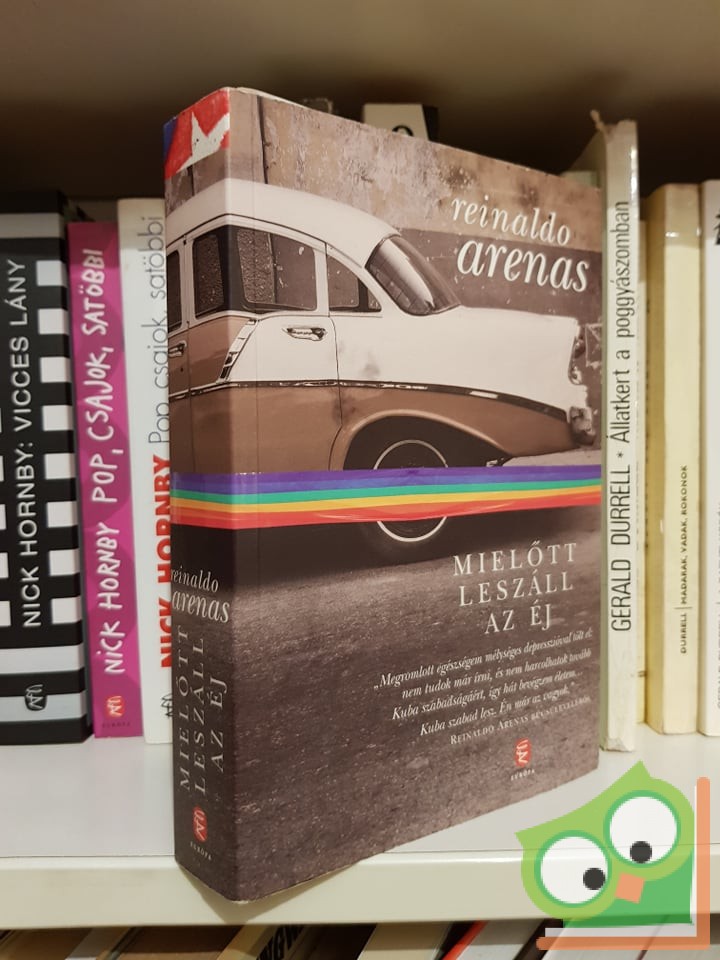 reinaldo
arenas
MIELŐTT
LESZÁLL
AZ ÉJ
„Megromlott egészségem mélységes depresszióval tölt el:
nem tudok már írni, és nem harcolhatok tovább
Kuba szabadságáért, így hát bevégzem életem.
Kuba szabad lesz. Én már az vagyok.”
REINALDO ARENAS BÚCSÚLEVELÉBŐL
EURÓPA
reinaldo
arenas
MIELŐTT
LESZÁLL
AZ ÉJ
EURÓPA
NICK HORNBY: VICCES LÁNY
NICK HORNBY POP, CSAJOK, SATÖBBI
EURÓPA
NICK HORNBY Pop, csajok, satöbbi
GERALD DURRELL * Állatkert a poggyászomban
DURRELL | MADARAK, VADAK, ROKONOK